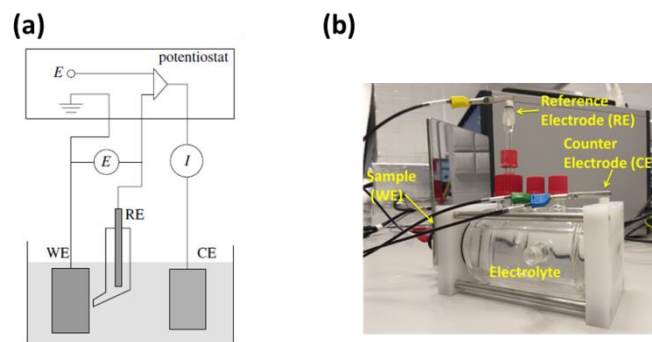 (a)
potentiostat
E
E
I
RE
WE
CE
(b)
Reference
Electrode (RE)
Counter
Electrode (CE
Sample
(WE)
Electrolyte